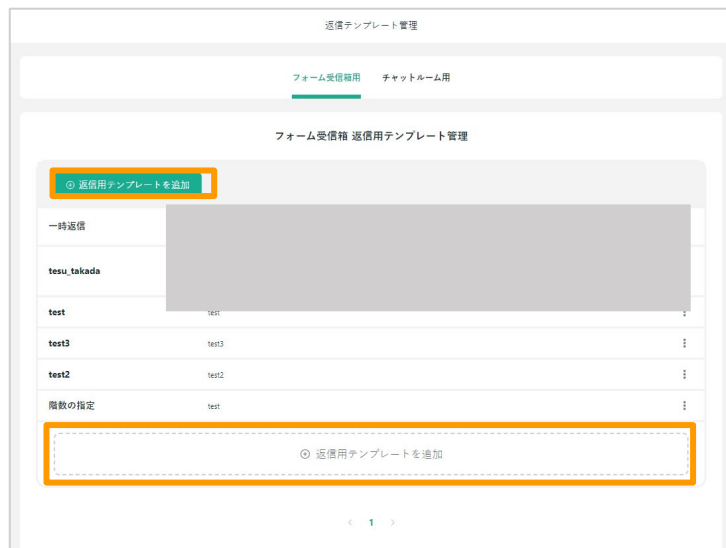 返信テンプレート管理
フォーム受信箱用 チャットルーム用
フォーム受信箱 返信用テンプレート管理
返信用テンプレートを追加
一時返信
tesu_takada
test test
test3 test3
test2 test2
階数の指定 test
返信用テンプレートを追加
< 1 >